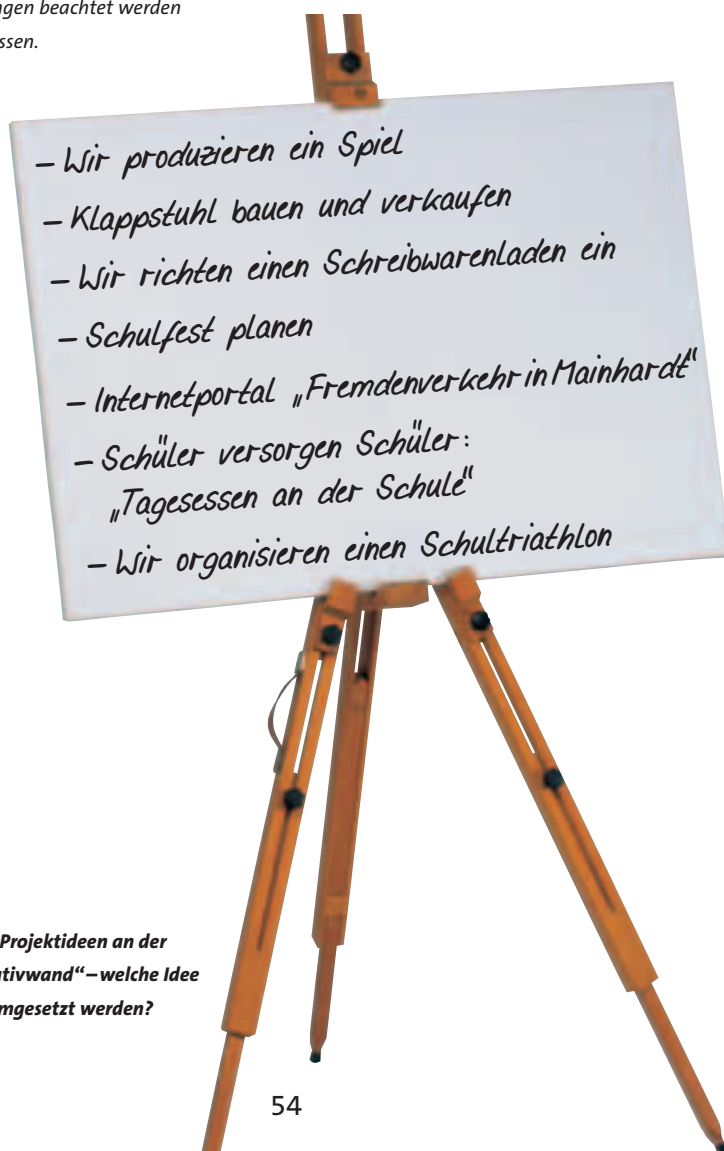 ngen beachtet werden
ssen.
– Wir produzieren ein Spiel
– Klappstuhl bauen und verkaufen
– Wir richten einen Schreibwarenladen ein
– Schulfest planen
– Internetportal „Fremdenverkehr in Mainhardt“
– Schüler versorgen Schüler:
„Tagesessen an der Schule“
– Wir organisieren einen Schultriathlon
Projektideen an der
ativwand“ – welche Idee
mgesetzt werden?
54